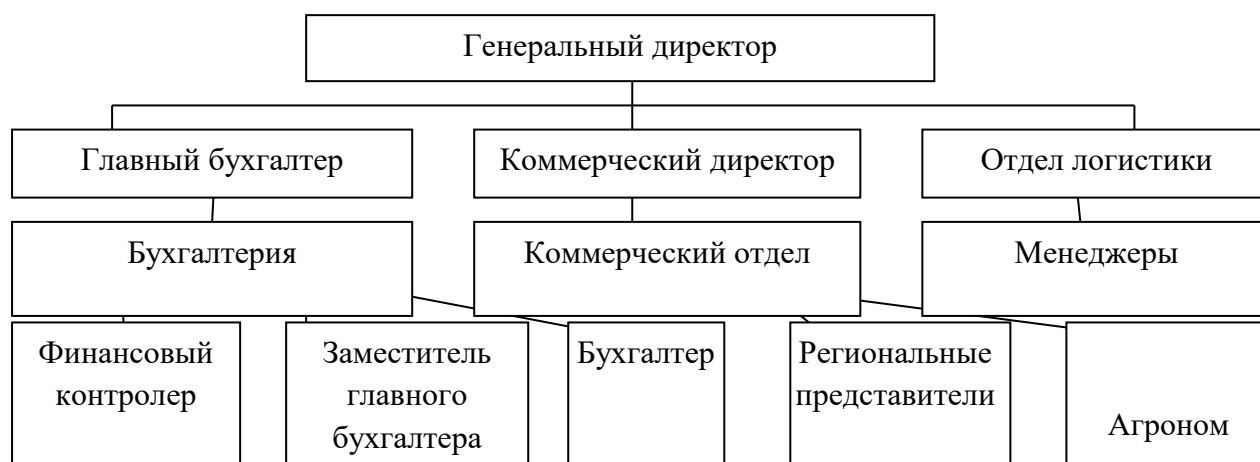 Генеральный директор
Главный бухгалтер
Коммерческий директор
Отдел логистики
Бухгалтерия
Коммерческий отдел
Менеджеры
Финансовый
контролер
Заместитель
главного
бухгалтера
Бухгалтер
Региональные
представители
Агроном